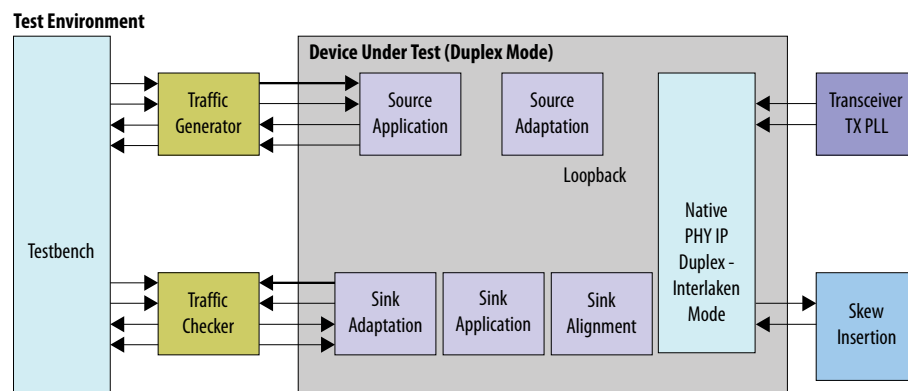 Test Environment
Device Under Test (Duplex Mode)
Traffic
Generator
Source
Application
Source
Adaptation
Transceiver
TX PLL
Loopback
Testbench
Native
PHY IP
Duplex -
Interlaken
Mode
Traffic
Checker
Sink
Adaptation
Sink
Application
Sink
Alignment
Skew
Insertion